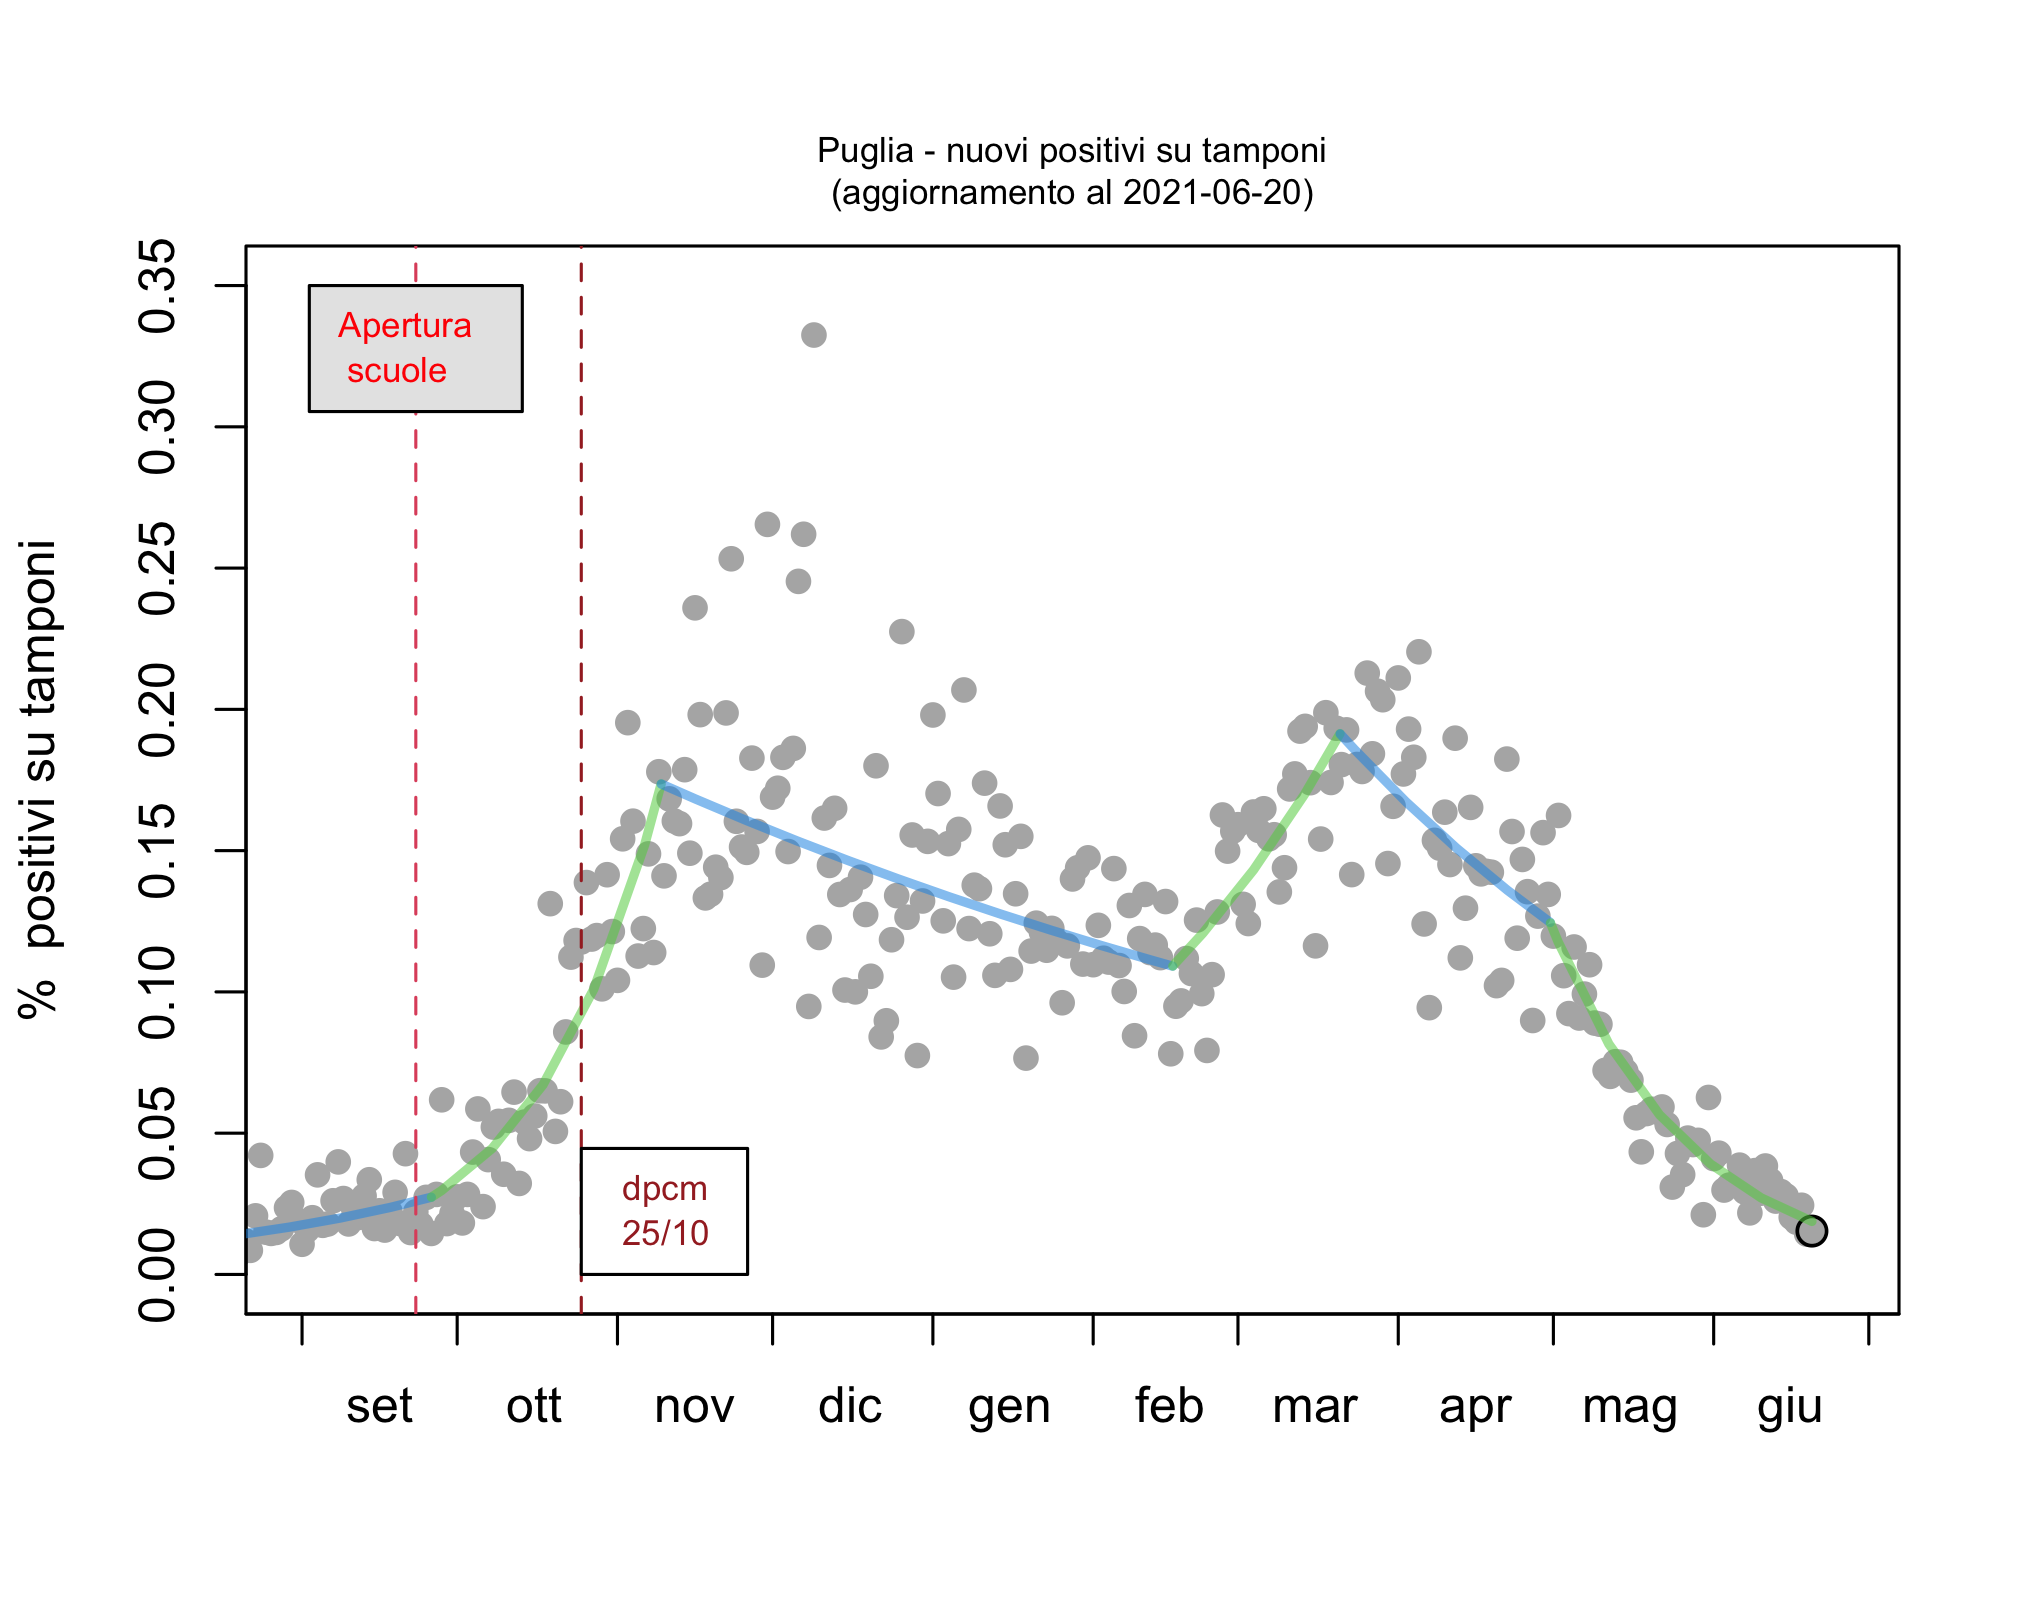 Puglia - nuovi positivi su tamponi
(aggiornamento al 2021-06-20)
%  positivi su tamponi
0.35
0.30
0.25
0.20
0.15
0.10
0.05
0.00
Apertura
scuole
dpcm
25/10
set ott nov dic gen feb mar apr mag giu